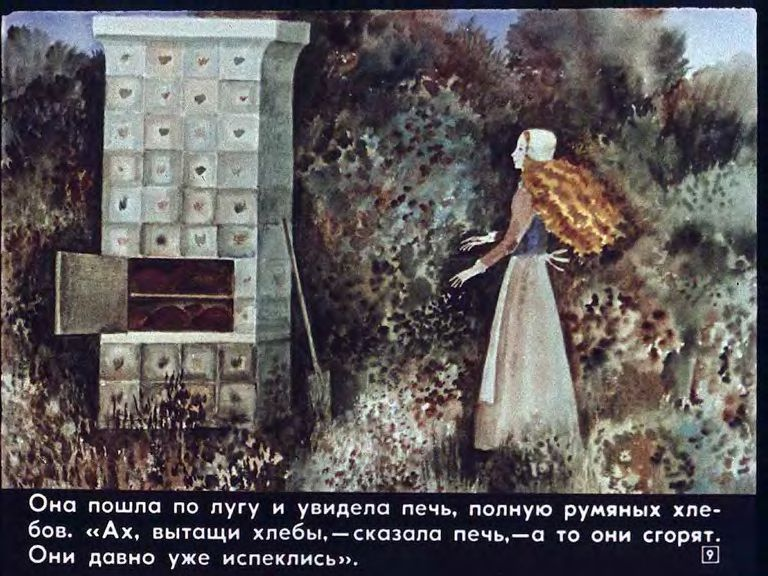 Она пошла по лугу и увидела печь, полную румяных хле-
бов. «Ах, вытащи хлебы,—сказала печь,—а то они сгорят.
Они давно уже испеклись».
9